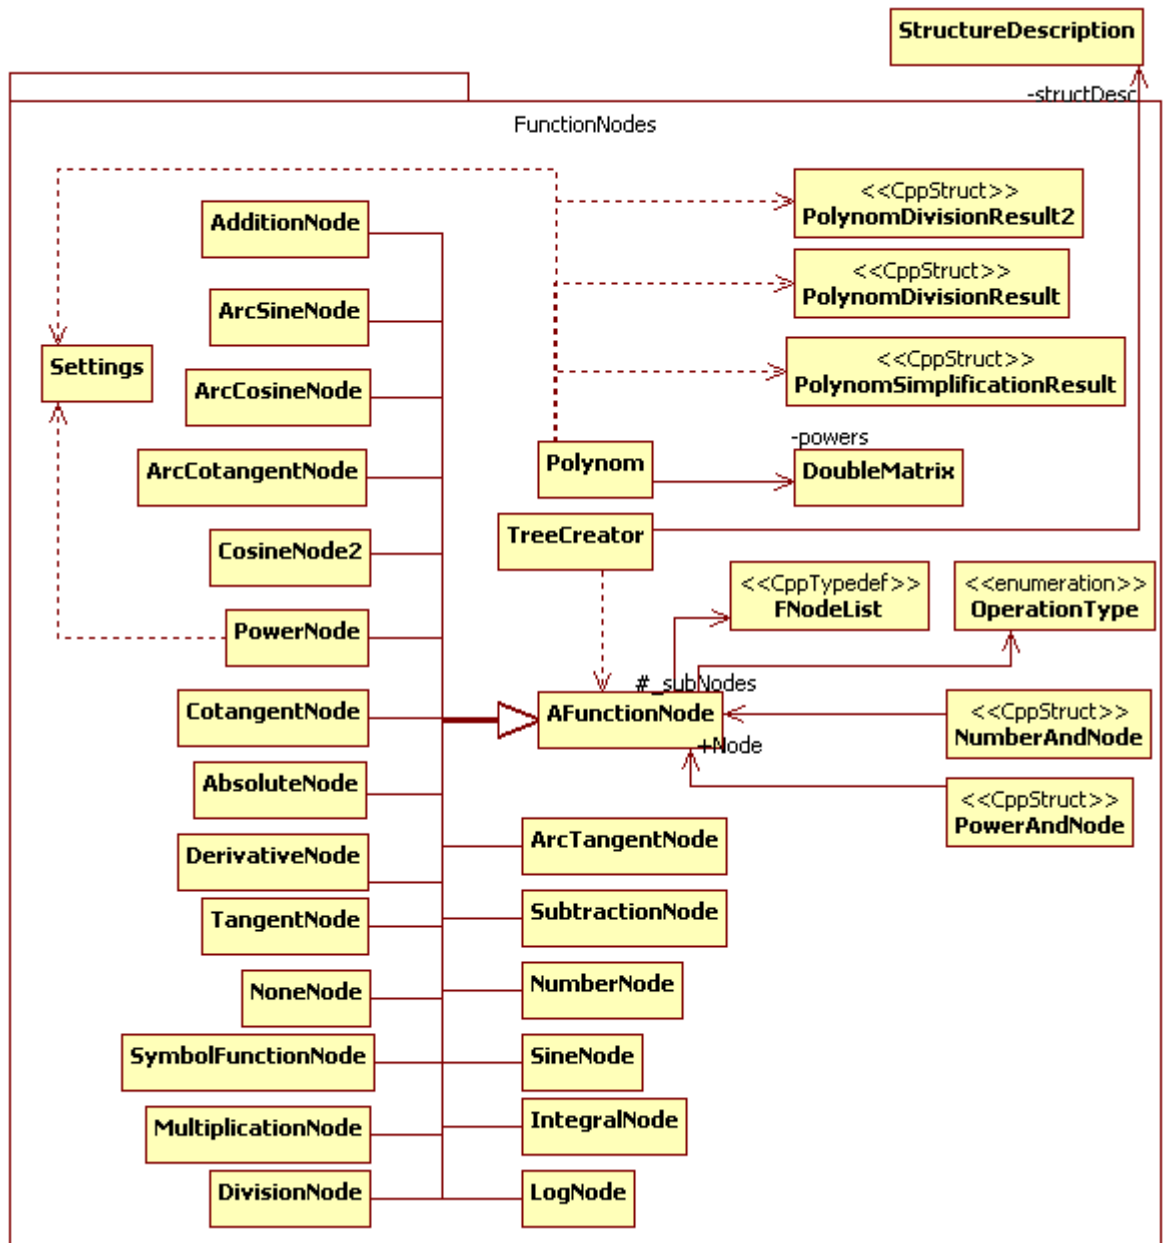 StructureDescription
-structDesc
FunctionNodes
<<CppStruct>>
PolynomDivisionResult2
AdditionNode
<<CppStruct>>
PolynomDivisionResult
ArcSineNode
Settings
<<CppStruct>>
PolynomSimplificationResult
ArcCosineNode
-powers
Polynom
DoubleMatrix
ArcCotangentNode
TreeCreator
CosineNode2
<<CppTypedef>>
FNodeList
<<enumeration>>
OperationType
PowerNode
#_subNodes
CotangentNode
AFunctionNode
<<CppStruct>>
NumberAndNode
+Node
AbsoluteNode
<<CppStruct>>
PowerAndNode
ArcTangentNode
DerivativeNode
SubtractionNode
TangentNode
NumberNode
NoneNode
SymbolFunctionNode
SineNode
IntegralNode
MultiplicationNode
DivisionNode
LogNode